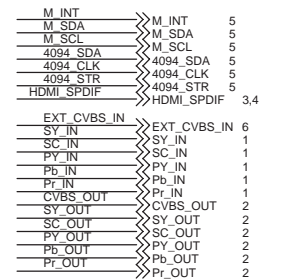 M_INT M_INT 5
M_SDA M_SDA 5
M_SCL M_SCL 5
4094_SDA 4094_SDA 5
4094_CLK 4094_CLK 5
4094_STR 4094_STR 5
HDMI_SPDIF HDMI_SPDIF 3,4
EXT_CVBS_IN EXT_CVBS_IN 6
SY_IN SY_IN 1
SC_IN SC_IN 1
PY_IN PY_IN 1
Pb_IN Pb_IN 1
Pr_IN Pr_IN 1
CVBS_OUT CVBS_OUT 2
SY_OUT SY_OUT 2
SC_OUT SC_OUT 2
PY_OUT PY_OUT 2
Pb_OUT Pb_OUT 2
Pr_OUT Pr_OUT 2